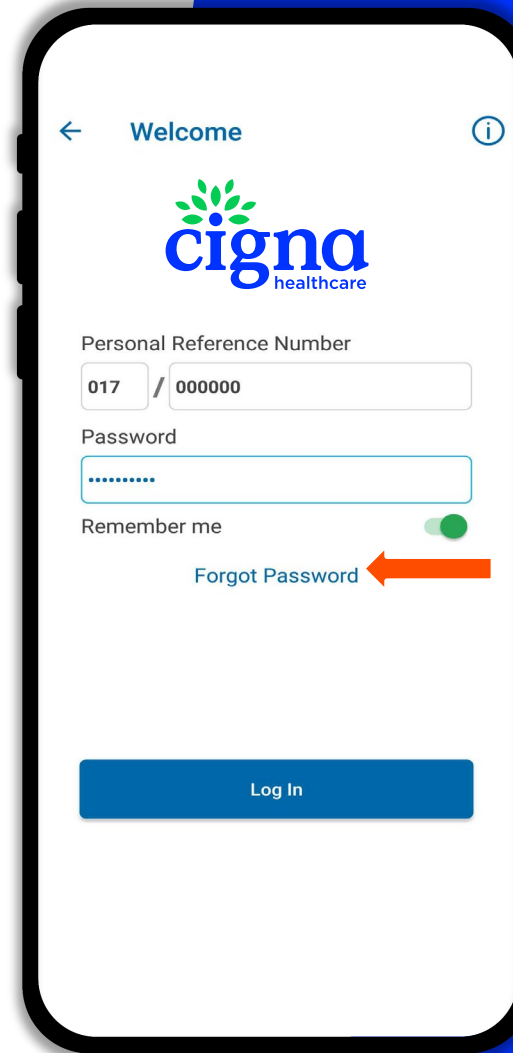 Welcome
cigna
healthcare
Personal Reference Number
017 / 000000
Password
••••••••••
Remember me
Forgot Password
Log In